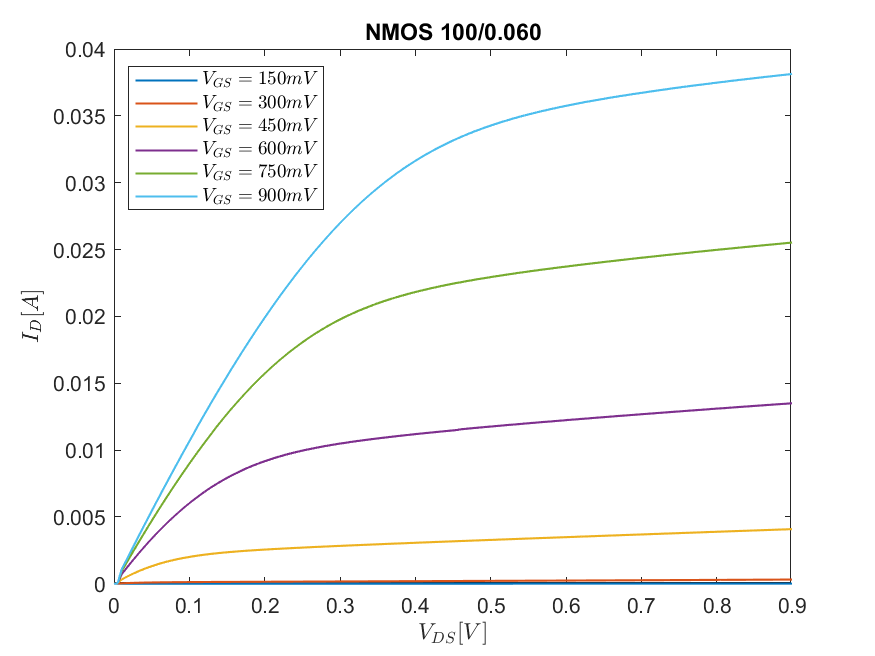 NMOS 100/0.060
0.04
0.035
0.03
0.025
0.02
0.015
0.01
0.005
0
V_GS = 150mV
V_GS = 300mV
V_GS = 450mV
V_GS = 600mV
V_GS = 750mV
V_GS = 900mV
I_D[A]
0 0.1 0.2 0.3 0.4 0.5 0.6 0.7 0.8 0.9
V_DS[V]